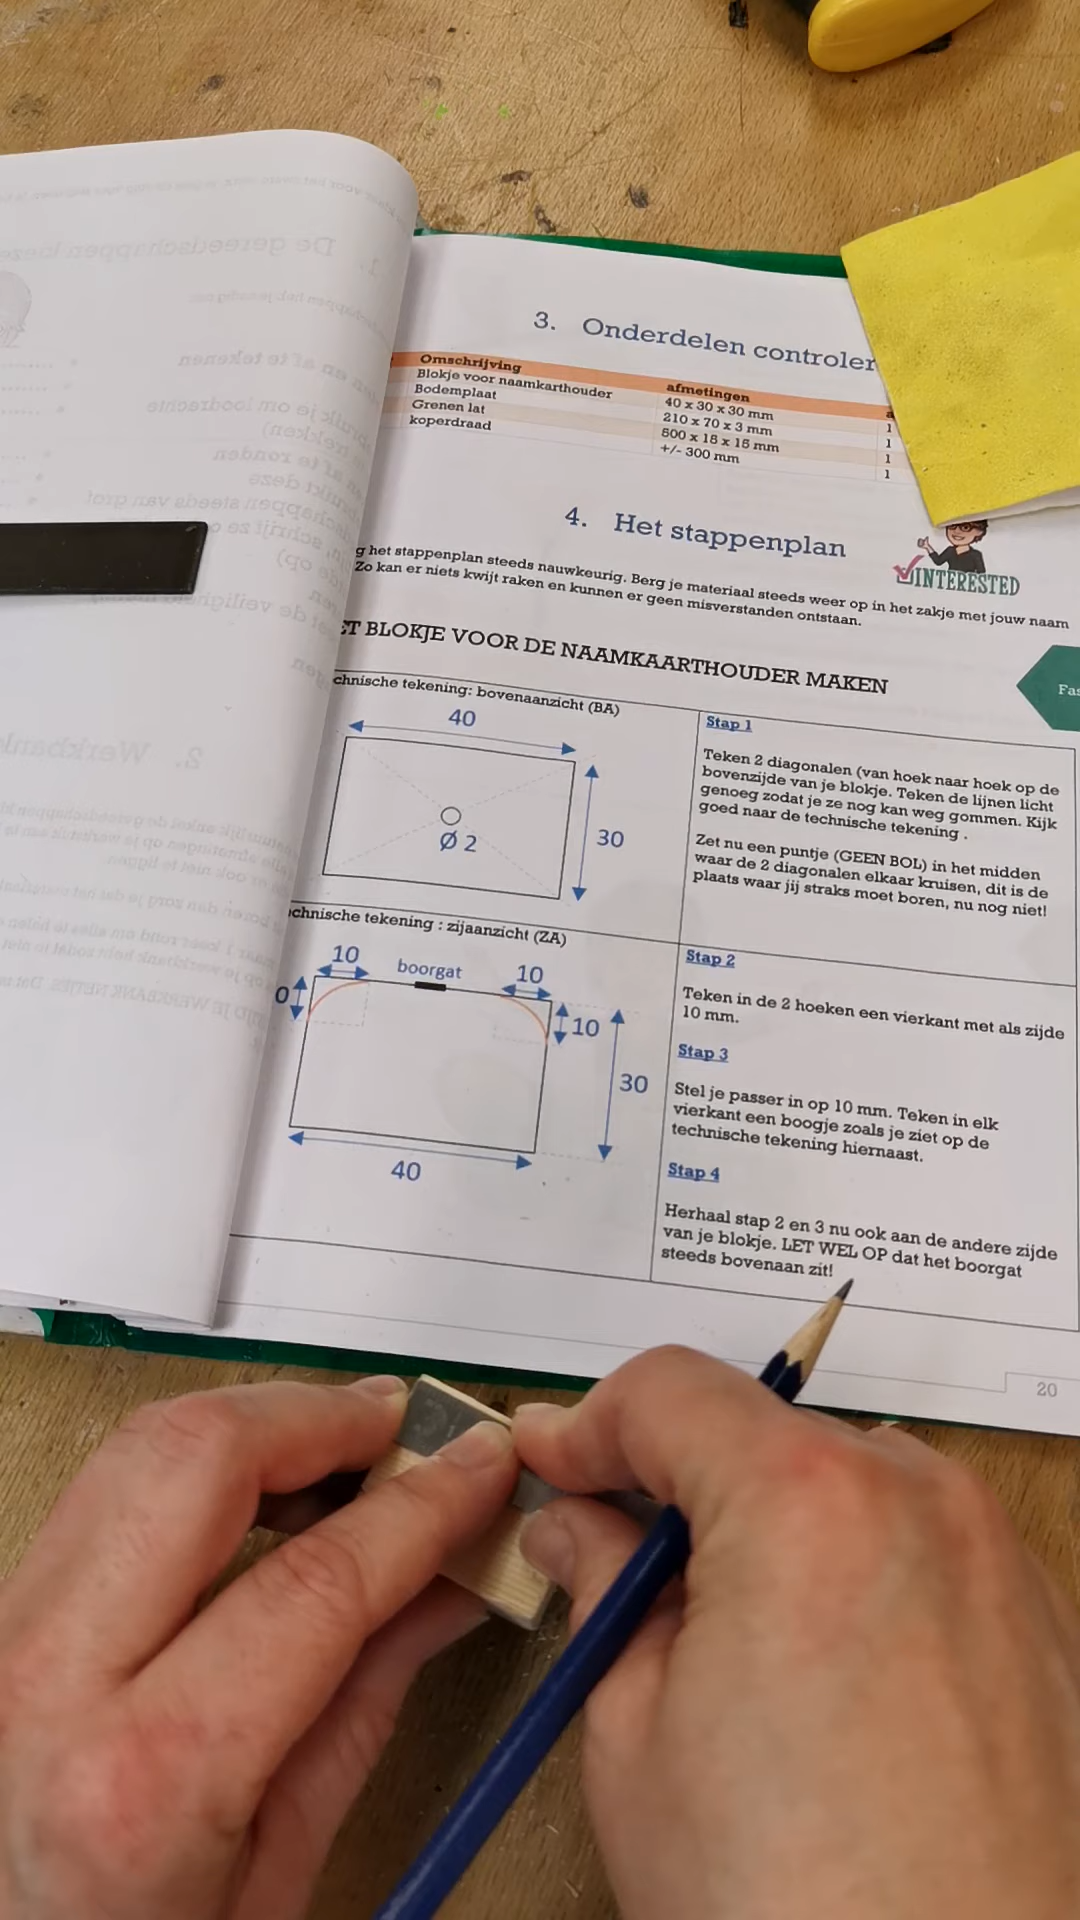 3. Onderdelen controler
Omschrijving afmetingen a
Blokje voor naamkarthouder 40 x 30 x 30 mm 1
Bodemplaat 210 x 70 x 3 mm 1
Grenen lat 800 x 18 x 18 mm 1
koperdraad +/- 300 mm 1
4. Het stappenplan
VINTERESTED
g het stappenplan steeds nauwkeurig. Berg je materiaal steeds weer op in het zakje met jouw naam
Zo kan er niets kwijt raken en kunnen er geen misverstanden ontstaan.
ET BLOKJE VOOR DE NAAMKAARTHOUDER MAKEN
Fas
chnische tekening: bovenaanzicht (BA)
40
30
Ø 2
Stap 1
Teken 2 diagonalen (van hoek naar hoek op de
bovenzijde van je blokje. Teken de lijnen licht
genoeg zodat je ze nog kan weg gommen. Kijk
goed naar de technische tekening .
Zet nu een puntje (GEEN BOL) in het midden
waar de 2 diagonalen elkaar kruisen, dit is de
plaats waar jij straks moet boren, nu nog niet!
chnische tekening : zijaanzicht (ZA)
10 boorgat 10
0 10
30
40
Stap 2
Teken in de 2 hoeken een vierkant met als zijde
10 mm.
Stap 3
Stel je passer in op 10 mm. Teken in elk
vierkant een boogje zoals je ziet op de
technische tekening hiernaast.
Stap 4
Herhaal stap 2 en 3 nu ook aan de andere zijde
van je blokje. LET WEL OP dat het boorgat
steeds bovenaan zit!
20